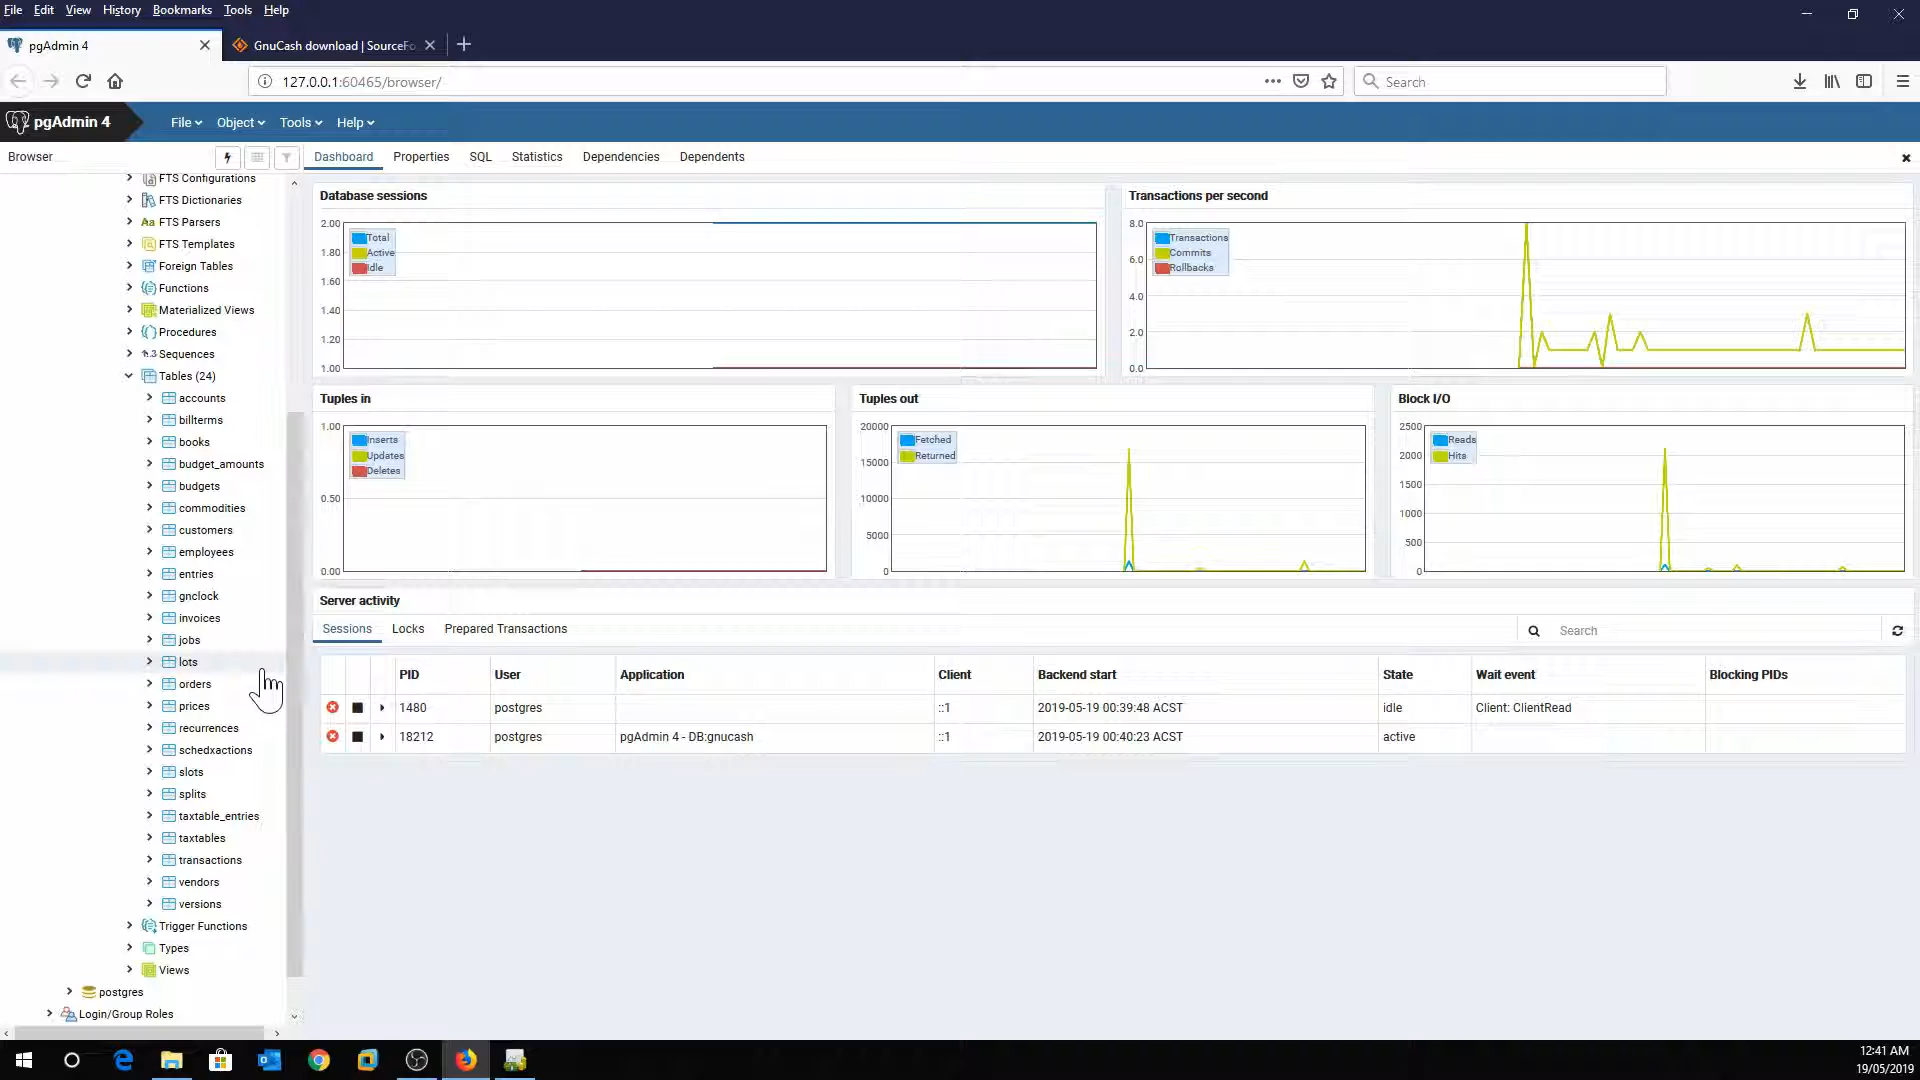 File Edit View History Bookmarks Tools Help
pgAdmin 4
GnuCash download | SourceFo
127.0.0.1:60465/browser/
Search
pgAdmin 4
File Object Tools Help
Browser
Dashboard Properties SQL Statistics Dependencies Dependents
FTS Configurations
FTS Dictionaries
Aa FTS Parsers
FTS Templates
Foreign Tables
Functions
Materialized Views
Procedures
1..3 Sequences
Tables (24)
accounts
billterms
books
budget_amounts
budgets
commodities
customers
employees
entries
gnclock
invoices
jobs
lots
orders
prices
recurrences
schedxactions
slots
splits
taxtable_entries
taxtables
transactions
vendors
versions
Trigger Functions
Types
Views
postgres
Login/Group Roles
Database sessions
2.00
1.80
1.60
1.40
1.20
1.00
Total
Active
Idle
Transactions per second
8.0
6.0
4.0
2.0
0.0
Transactions
Commits
Rollbacks
Tuples in
1.00
0.50
0.00
Inserts
Updates
Deletes
Tuples out
20000
15000
10000
5000
0
Fetched
Returned
Block I/O
2500
2000
1500
1000
500
0
Reads
Hits
Server activity
Sessions Locks Prepared Transactions
Search
PID User Application Client Backend start State Wait event Blocking PIDs
1480 postgres ::1 2019-05-19 00:39:48 ACST idle Client: ClientRead
18212 postgres pgAdmin 4 - DB:gnucash ::1 2019-05-19 00:40:23 ACST active
12:41 AM
19/05/2019